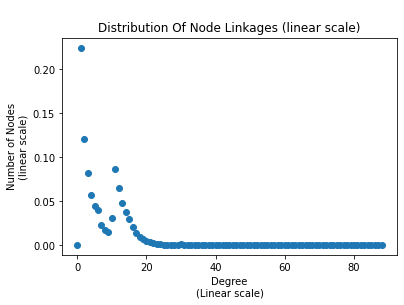 Distribution Of Node Linkages (linear scale)
Number of Nodes
(linear scale)
0.20
0.15
0.10
0.05
0.00
0 20 40 60 80
Degree
(Linear scale)